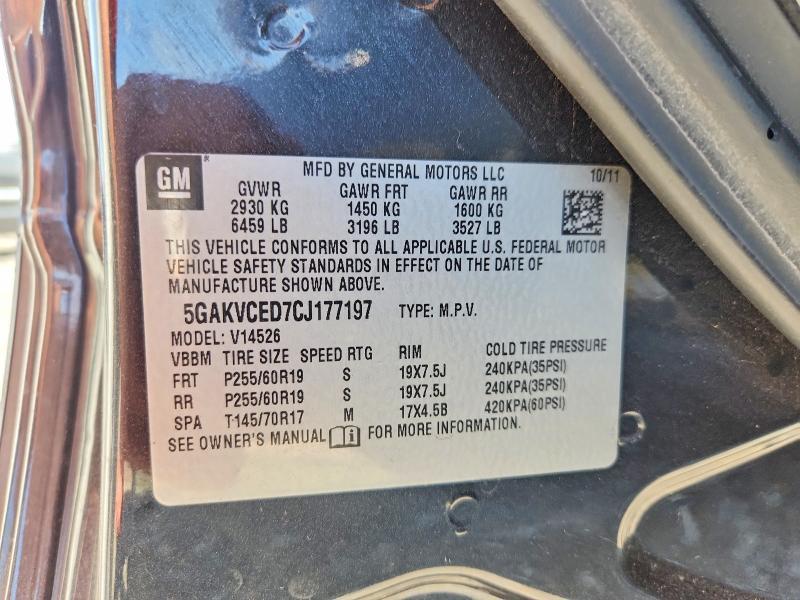 GM
MFD BY GENERAL MOTORS LLC 10/11
GVWR GAWR FRT GAWR RR
2930 KG 1450 KG 1600 KG
6459 LB 3196 LB 3527 LB
THIS VEHICLE CONFORMS TO ALL APPLICABLE U.S. FEDERAL MOTOR
VEHICLE SAFETY STANDARDS IN EFFECT ON THE DATE OF
MANUFACTURE SHOWN ABOVE.
5GAKVCED7CJ177197 TYPE: M.P.V.
MODEL: V14526
VBBM TIRE SIZE SPEED RTG RIM COLD TIRE PRESSURE
FRT P255/60R19 S 19X7.5J 240KPA(35PSI)
RR P255/60R19 S 19X7.5J 240KPA(35PSI)
SPA T145/70R17 M 17X4.5B 420KPA(60PSI)
SEE OWNER'S MANUAL FOR MORE INFORMATION.